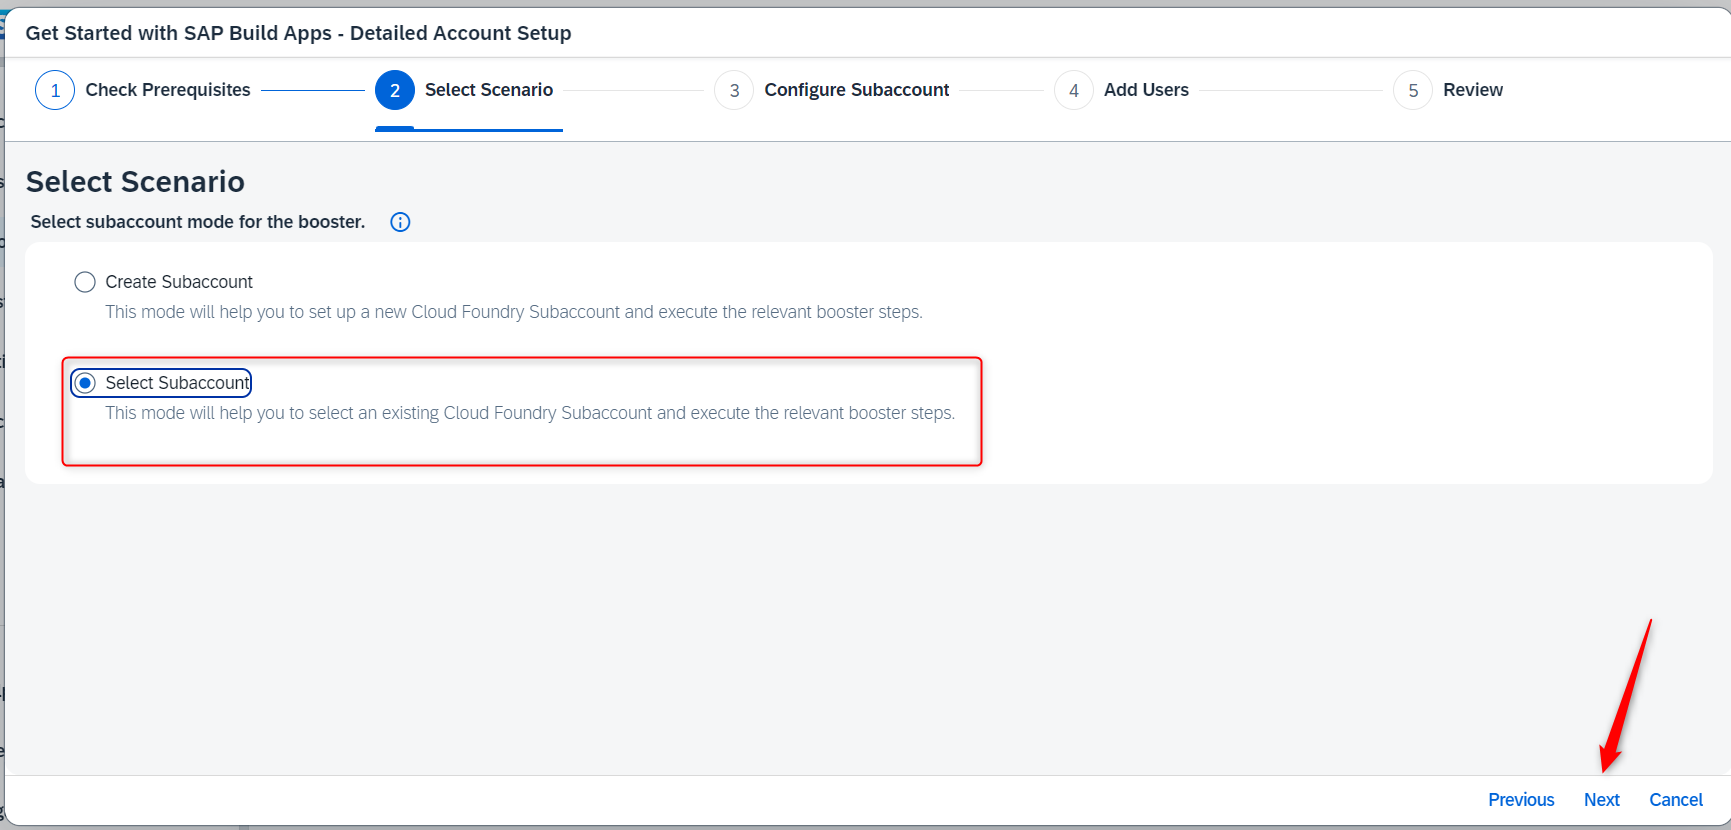 Get Started with SAP Build Apps - Detailed Account Setup
1 Check Prerequisites 2 Select Scenario 3 Configure Subaccount 4 Add Users 5 Review
Select Scenario
Select subaccount mode for the booster.
Create Subaccount
This mode will help you to set up a new Cloud Foundry Subaccount and execute the relevant booster steps.
Select Subaccount
This mode will help you to select an existing Cloud Foundry Subaccount and execute the relevant booster steps.
Previous Next Cancel